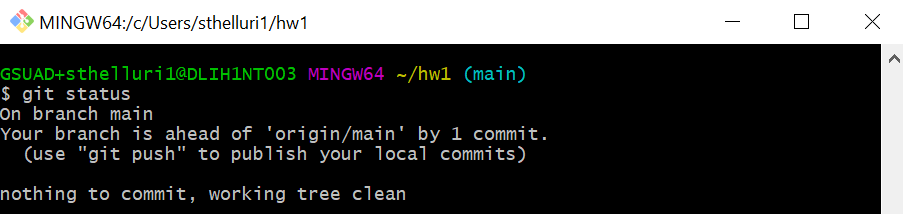 MINGW64:/c/Users/sthelluri1/hw1
GSUAD+sthelluri1@DLIH1NT003 MINGW64 ~/hw1 (main)
$ git status
On branch main
Your branch is ahead of 'origin/main' by 1 commit.
  (use "git push" to publish your local commits)

nothing to commit, working tree clean